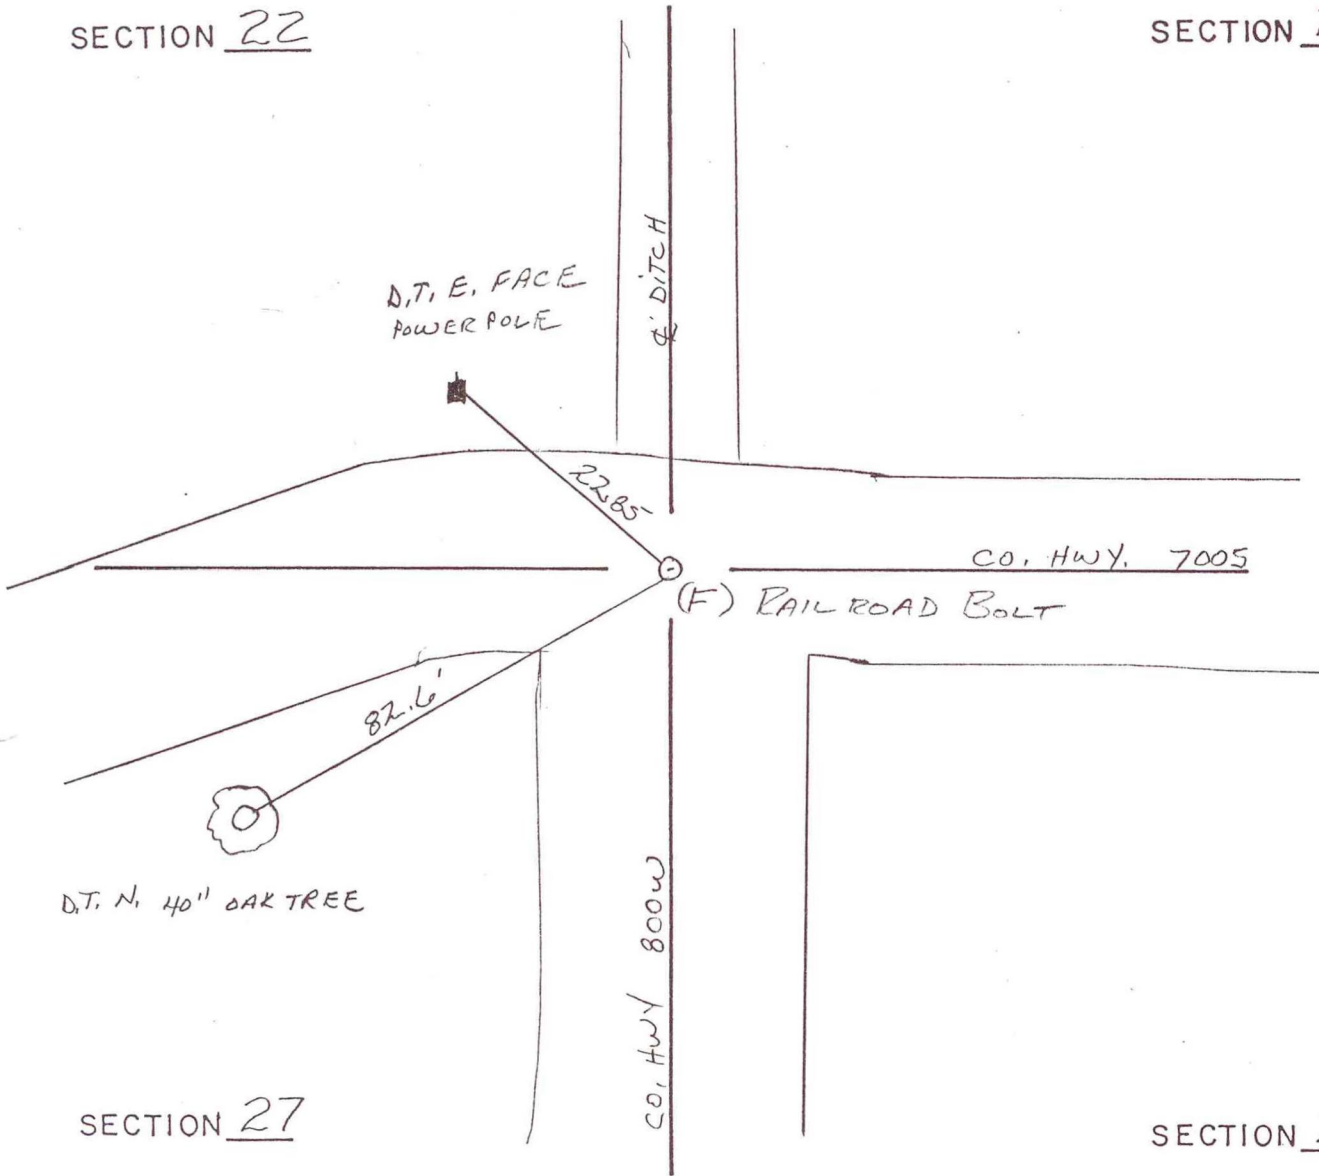 SECTION 22
SECTION
℄ DITCH
D.T. E. FACE
POWER POLE
22.85
CO. HWY. 700S
(F) RAILROAD BOLT
82.6'
D.T. N. 40" OAK TREE
CO. HWY 800W
SECTION 27
SECTION